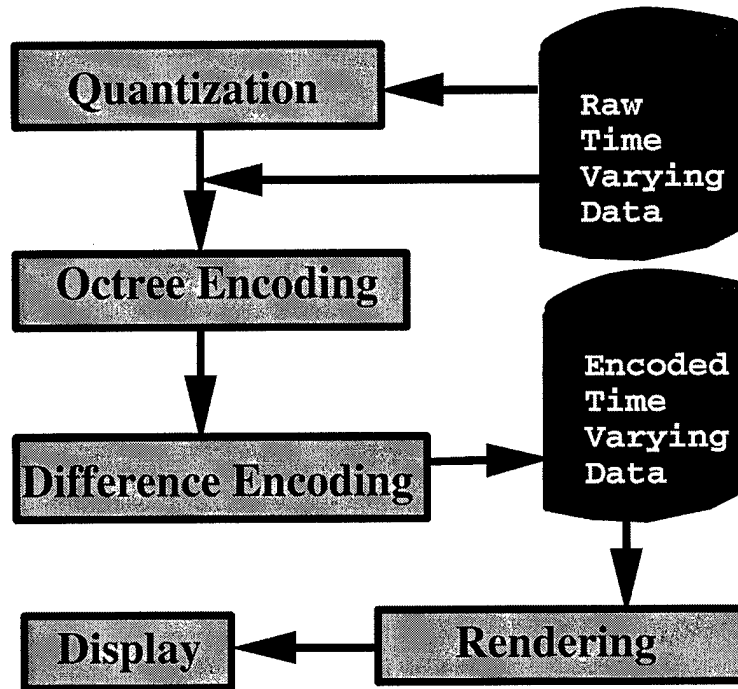 Quantization
Raw
Time
Varying
Data
Octree Encoding
Encoded
Time
Varying
Data
Difference Encoding
Rendering
Display